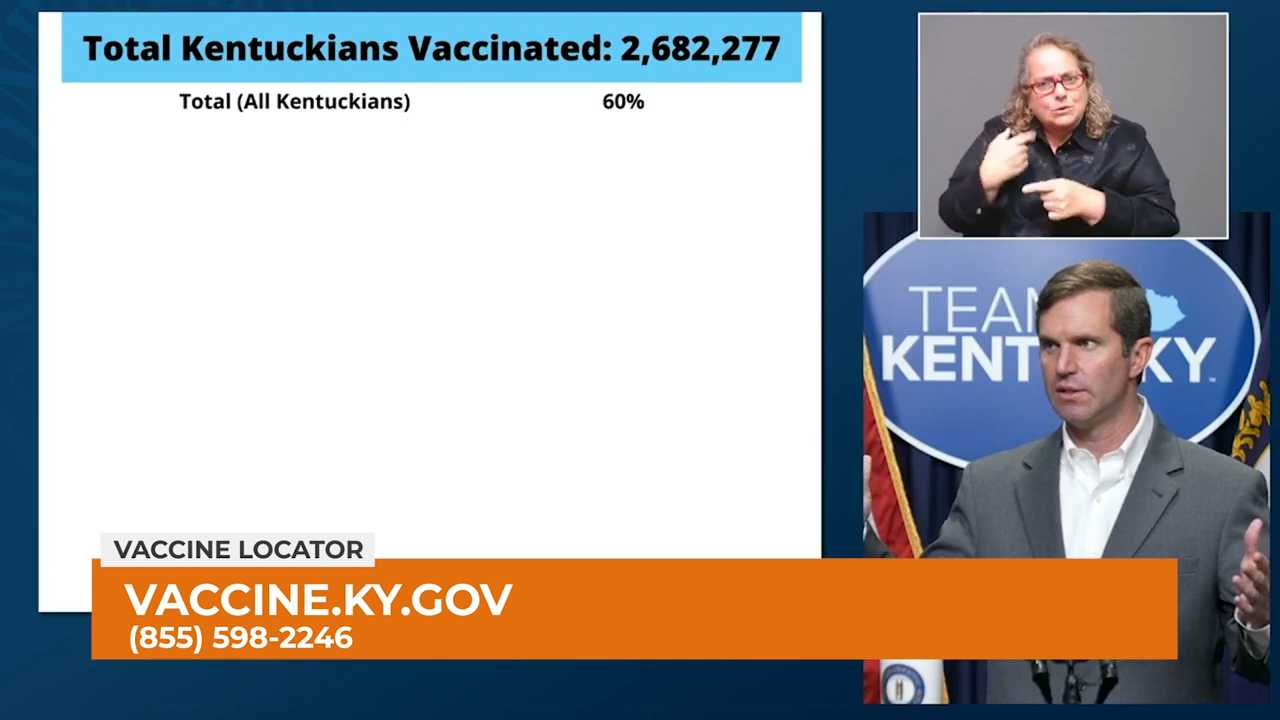 Total Kentuckians Vaccinated: 2,682,277
Total (All Kentuckians) 60%
TEAM
KENTUCKY™
VACCINE LOCATOR
VACCINE.KY.GOV
(855) 598-2246